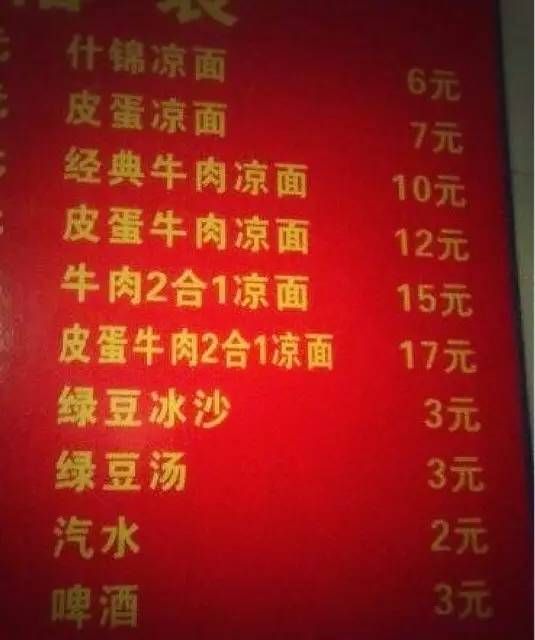 什锦凉面 6元
皮蛋凉面 7元
经典牛肉凉面 10元
皮蛋牛肉凉面 12元
牛肉2合1凉面 15元
皮蛋牛肉2合1凉面 17元
绿豆冰沙 3元
绿豆汤 3元
汽水 2元
啤酒 3元